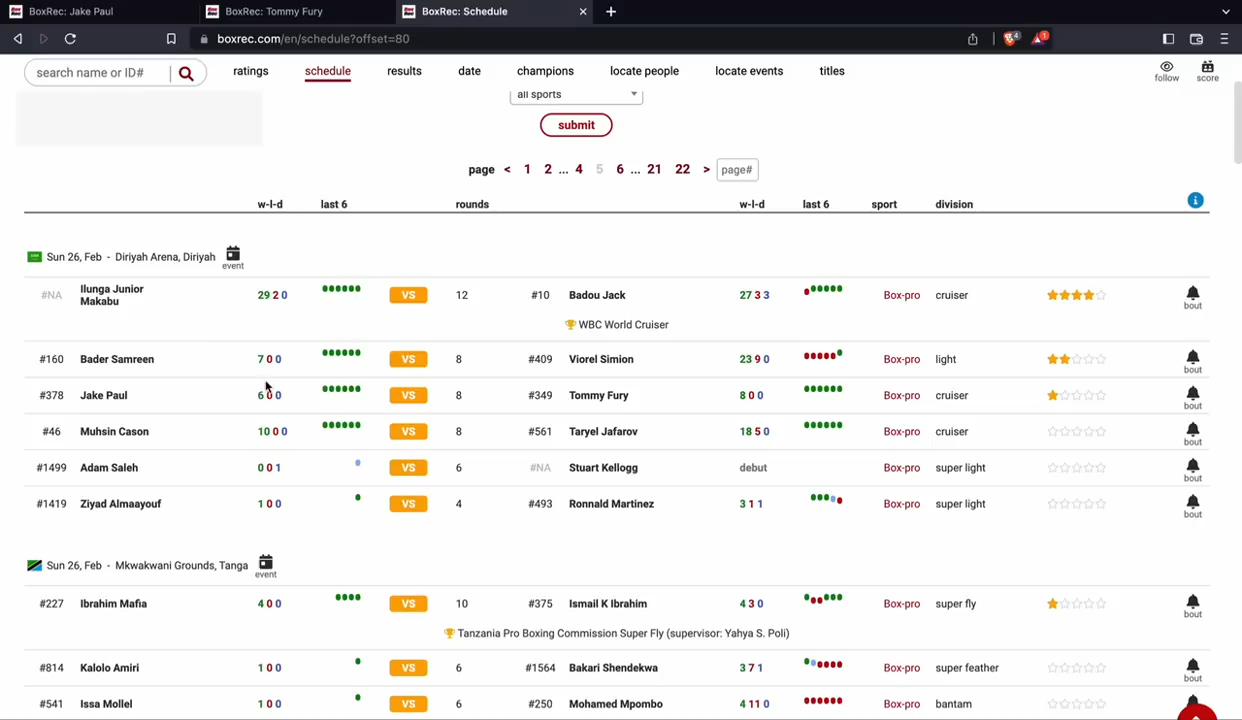 BoxRec: Jake Paul BoxRec: Tommy Fury BoxRec: Schedule
boxrec.com/en/schedule?offset=80 4 1
search name or ID# ratings schedule results date champions locate people locate events titles follow score
all sports
submit
page < 1 2 ... 4 5 6 ... 21 22 > page#
w-l-d last 6 rounds w-l-d last 6 sport division
Sun 26, Feb - Diriyah Arena, Diriyah event
#NA Ilunga Junior Makabu 29 2 0 VS 12 #10 Badou Jack 27 3 3 Box-pro cruiser bout
WBC World Cruiser
#160 Bader Samreen 7 0 0 VS 8 #409 Viorel Simion 23 9 0 Box-pro light bout
#378 Jake Paul 6 0 0 VS 8 #349 Tommy Fury 8 0 0 Box-pro cruiser bout
#46 Muhsin Cason 10 0 0 VS 8 #561 Taryel Jafarov 18 5 0 Box-pro cruiser bout
#1499 Adam Saleh 0 0 1 VS 6 #NA Stuart Kellogg debut Box-pro super light bout
#1419 Ziyad Almaayouf 1 0 0 VS 4 #493 Ronnald Martinez 3 1 1 Box-pro super light bout
Sun 26, Feb - Mkwakwani Grounds, Tanga event
#227 Ibrahim Mafia 4 0 0 VS 10 #375 Ismail K Ibrahim 4 3 0 Box-pro super fly bout
Tanzania Pro Boxing Commission Super Fly (supervisor: Yahya S. Poli)
#814 Kalolo Amiri 1 0 0 VS 6 #1564 Bakari Shendekwa 3 7 1 Box-pro super feather bout
#541 Issa Mollel 1 0 0 VS 6 #250 Mohamed Mpombo 4 11 0 Box-pro bantam